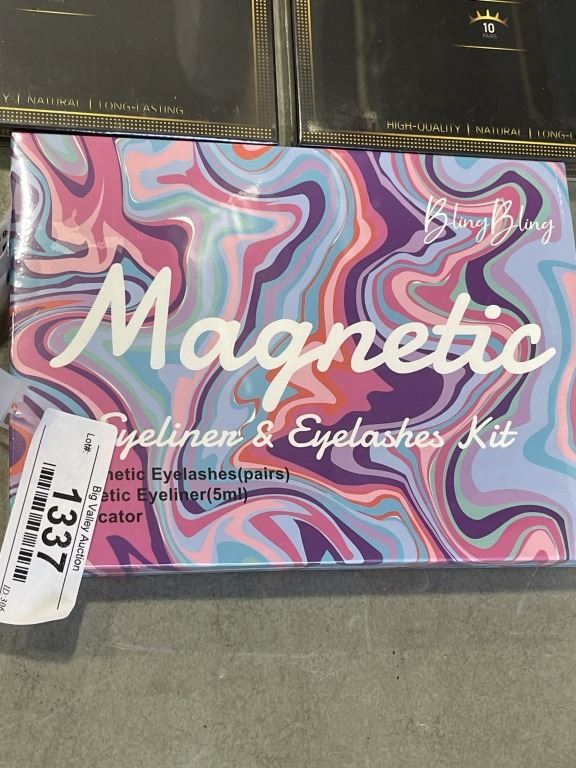 10
PAIRS
NATURAL | LONG-LASTING
HIGH-QUALITY | NATURAL |
BlingBling
Magnetic
Eyeliner & Eyelashes Kit
netic Eyelashes(pairs)
etic Eyeliner(5ml)
cator
Lot#:
Big Valley Auction
1337